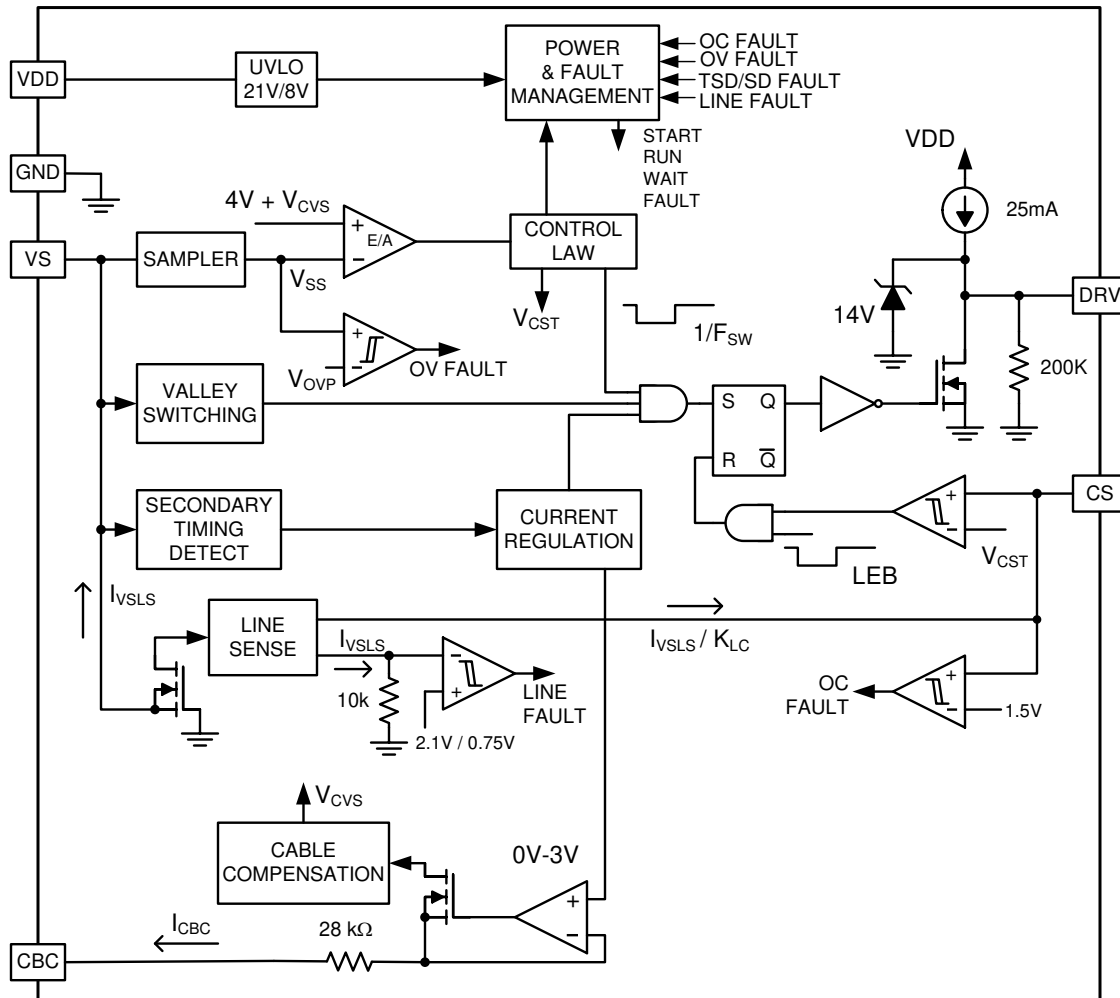 VDD
UVLO
21V/8V
POWER
& FAULT
MANAGEMENT
OC FAULT
OV FAULT
TSD/SD FAULT
LINE FAULT
START
RUN
WAIT
FAULT
GND
VS
SAMPLER
4V + VCVS
+
E/A
−
VSS
CONTROL
LAW
VCST
1/FSW
VDD
25mA
14V
200K
DRV
+
−
VOVP
OV FAULT
VALLEY
SWITCHING
S Q
R Q̅
SECONDARY
TIMING
DETECT
CURRENT
REGULATION
LEB
+
−
VCST
CS
IVSLS
LINE
SENSE
IVSLS
10k
−
+
2.1V / 0.75V
LINE
FAULT
IVSLS / KLC
OC
FAULT
+
−
1.5V
VCVS
CABLE
COMPENSATION
0V-3V
+
−
ICBC
28 kΩ
CBC